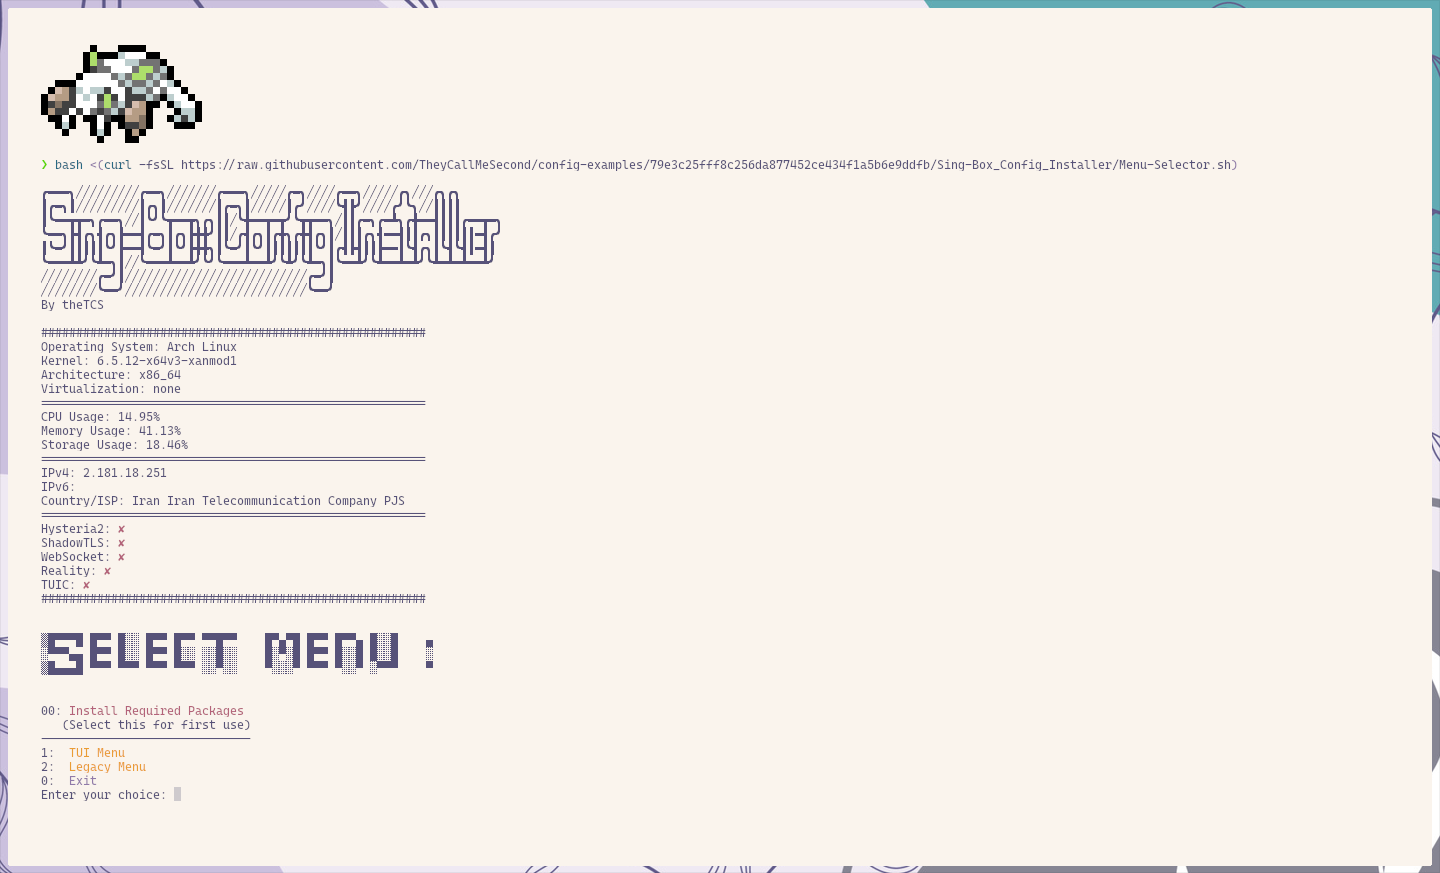 ❯ bash <(curl -fsSL https://raw.githubusercontent.com/TheyCallMeSecond/config-examples/79e3c25fff8c256da877452ce434f1a5b6e9ddfb/Sing-Box_Config_Installer/Menu-Selector.sh)
Sing-Box Config Installer
By theTCS
#######################################################
Operating System: Arch Linux
Kernel: 6.5.12-x64v3-xanmod1
Architecture: x86_64
Virtualization: none
=======================================================
CPU Usage: 14.95%
Memory Usage: 41.13%
Storage Usage: 18.46%
=======================================================
IPv4: 2.181.18.251
IPv6:
Country/ISP: Iran Iran Telecommunication Company PJS
=======================================================
Hysteria2: ✘
ShadowTLS: ✘
WebSocket: ✘
Reality: ✘
TUIC: ✘
#######################################################
SELECT MENU :
00: Install Required Packages
(Select this for first use)
------------------------------
1: TUI Menu
2: Legacy Menu
0: Exit
Enter your choice: